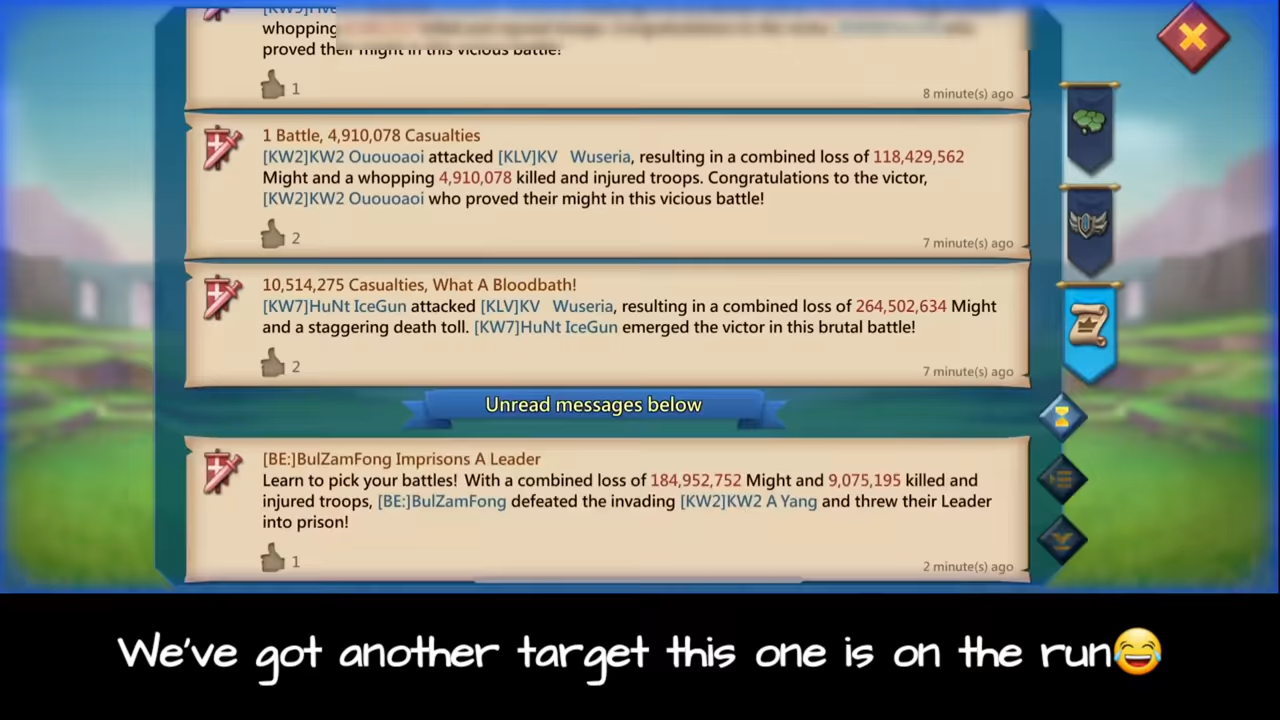 whopping
proved their might in this vicious battle!
1
8 minute(s) ago
1 Battle, 4,910,078 Casualties
[KW2]KW2 Ououoaoi attacked [KLV]KV Wuseria, resulting in a combined loss of 118,429,562
Might and a whopping 4,910,078 killed and injured troops. Congratulations to the victor,
[KW2]KW2 Ououoaoi who proved their might in this vicious battle!
2
7 minute(s) ago
10,514,275 Casualties, What A Bloodbath!
[KW7]HuNt IceGun attacked [KLV]KV Wuseria, resulting in a combined loss of 264,502,634 Might
and a staggering death toll. [KW7]HuNt IceGun emerged the victor in this brutal battle!
2
7 minute(s) ago
Unread messages below
[BE:]BulZamFong Imprisons A Leader
Learn to pick your battles! With a combined loss of 184,952,752 Might and 9,075,195 killed and
injured troops, [BE:]BulZamFong defeated the invading [KW2]KW2 A Yang and threw their Leader
into prison!
1
2 minute(s) ago
We've got another target this one is on the run😂